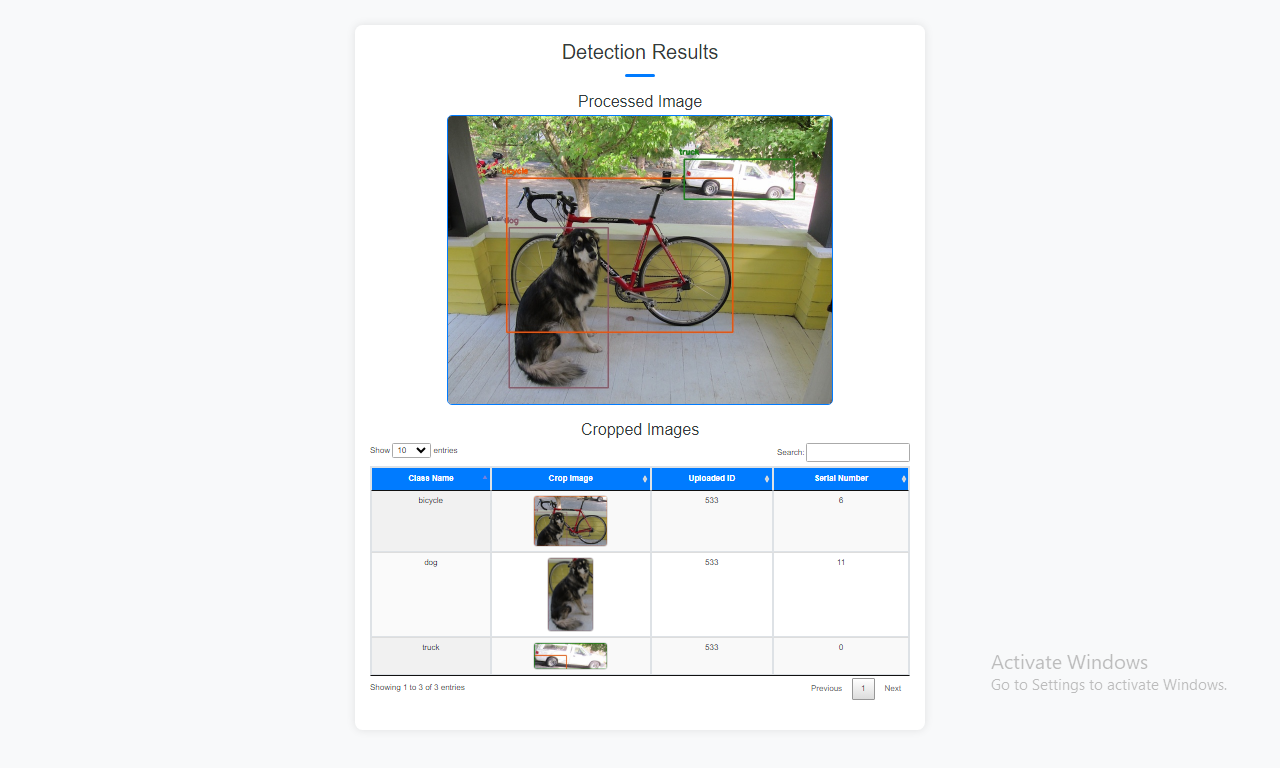 Detection Results
Processed Image
truck
bicycle
dog
Cropped Images
Show 10 entries
Search:
Class Name Crop Image Uploaded ID Serial Number
bicycle 533 6
dog 533 11
truck 533 0
Showing 1 to 3 of 3 entries
Previous 1 Next
Activate Windows
Go to Settings to activate Windows.